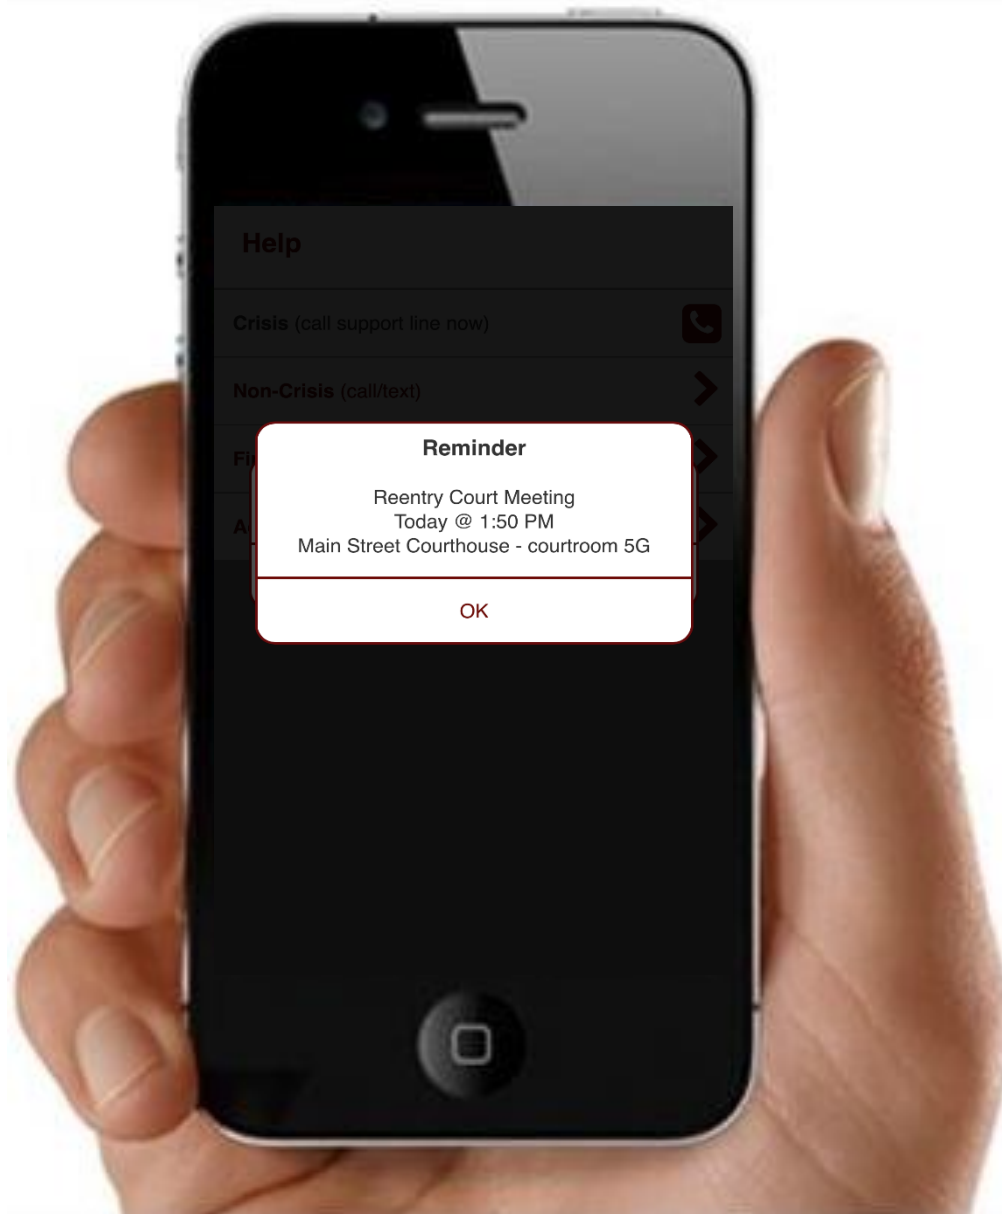 Help
Crisis (call support line now)
Non-Crisis (call/text)
Reminder
Reentry Court Meeting
Today @ 1:50 PM
Main Street Courthouse - courtroom 5G
OK